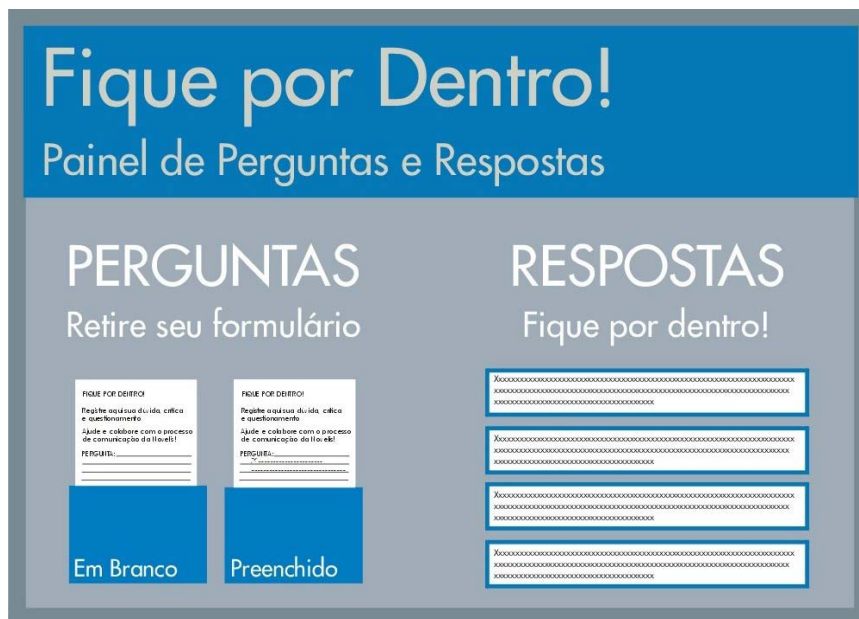 Fique por Dentro!
Painel de Perguntas e Respostas
PERGUNTAS
Retire seu formulário
FIQUE POR DENTRO!
Registre aqui sua dúvida, crítica
e questionamento
Ajude e colabore com o processo
de comunicação da Novelis!
PERGUNTA:
Em Branco
FIQUE POR DENTRO!
Registre aqui sua dúvida, crítica
e questionamento
Ajude e colabore com o processo
de comunicação da Novelis!
PERGUNTA:
Preenchido
RESPOSTAS
Fique por dentro!